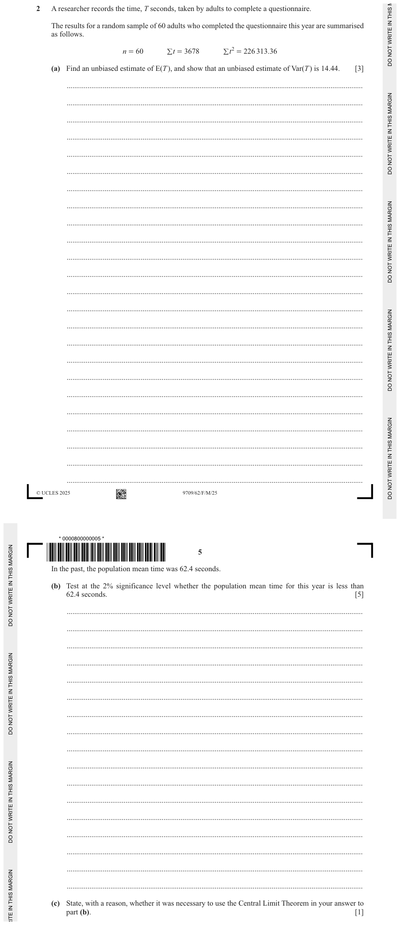 2 A researcher records the time, T seconds, taken by adults to complete a questionnaire.
The results for a random sample of 60 adults who completed the questionnaire this year are summarised
as follows.
n = 60 Σt = 3678 Σt² = 226 313.36
(a) Find an unbiased estimate of E(T), and show that an unbiased estimate of Var(T) is 14.44. [3]
DO NOT WRITE IN THIS MARGIN
DO NOT WRITE IN THIS MARGIN
DO NOT WRITE IN THIS MARGIN
DO NOT WRITE IN THIS MARGIN
DO NOT WRITE IN THIS MARGIN
© UCLES 2025
9709/62/F/M/25
* 0000800000005 *
5
In the past, the population mean time was 62.4 seconds.
(b) Test at the 2% significance level whether the population mean time for this year is less than
62.4 seconds. [5]
(c) State, with a reason, whether it was necessary to use the Central Limit Theorem in your answer to
part (b). [1]
DO NOT WRITE IN THIS MARGIN
DO NOT WRITE IN THIS MARGIN
DO NOT WRITE IN THIS MARGIN
TE IN THIS MARGIN